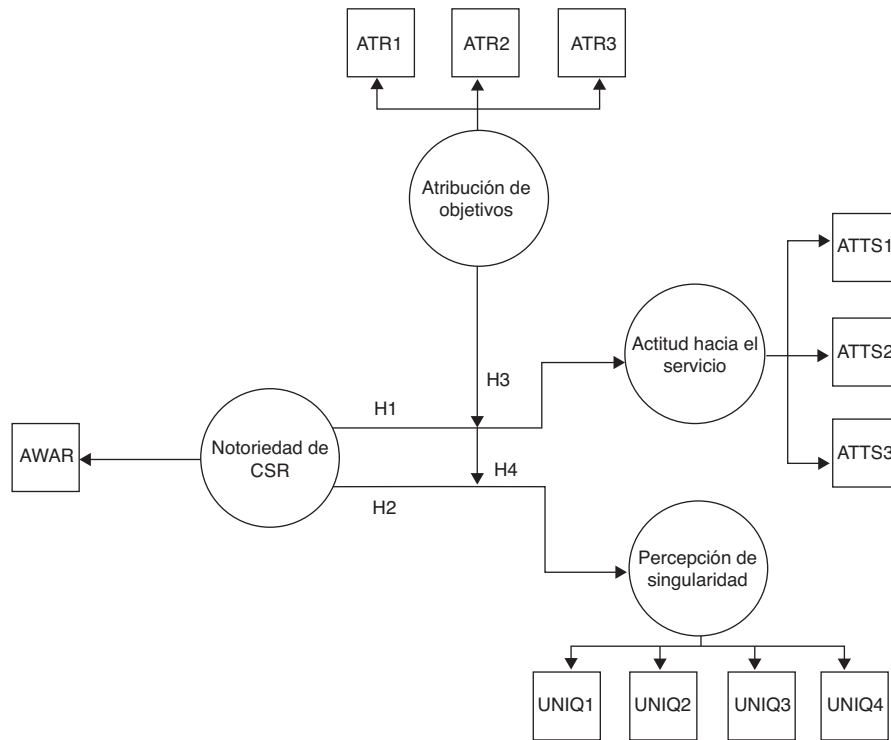 ATR1
ATR2
ATR3
Atribución de
objetivos
ATTS1
Actitud hacia el
servicio
ATTS2
H3
H1
Notoriedad de
CSR
AWAR
ATTS3
H4
H2
Percepción de
singularidad
UNIQ1
UNIQ2
UNIQ3
UNIQ4